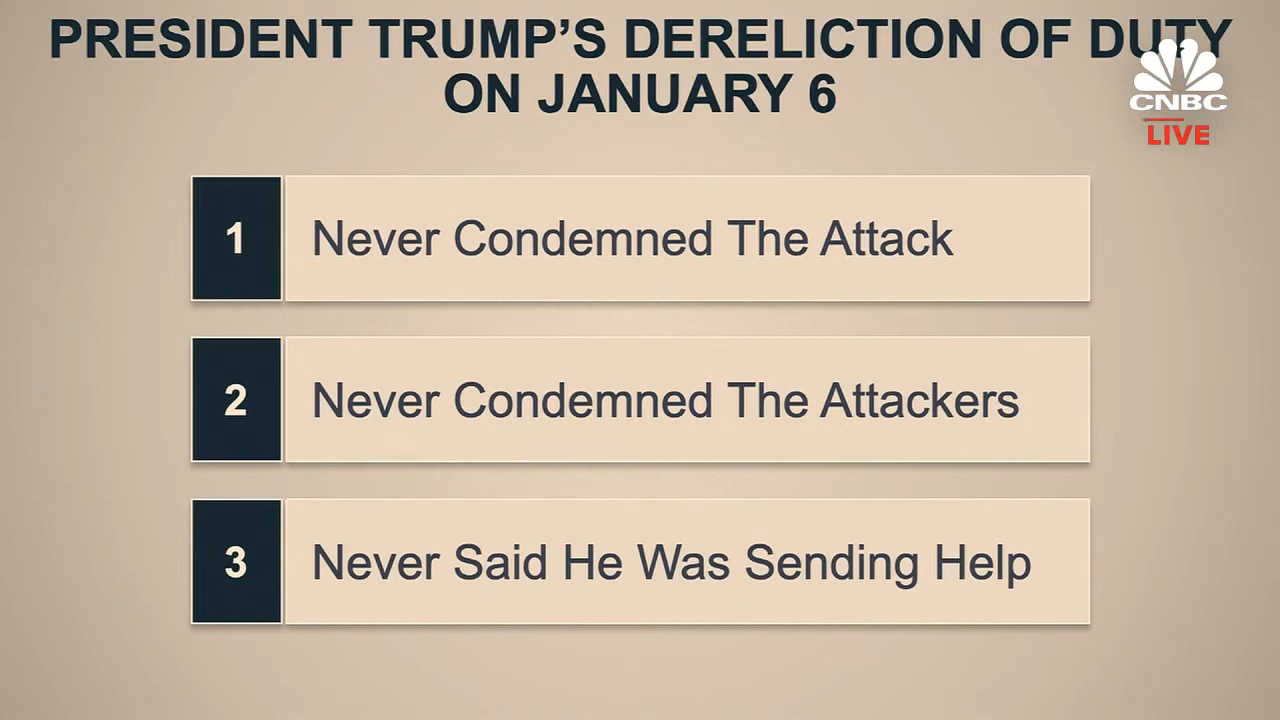 PRESIDENT TRUMP’S DERELICTION OF DUTY
ON JANUARY 6
CNBC
LIVE
1 Never Condemned The Attack
2 Never Condemned The Attackers
3 Never Said He Was Sending Help